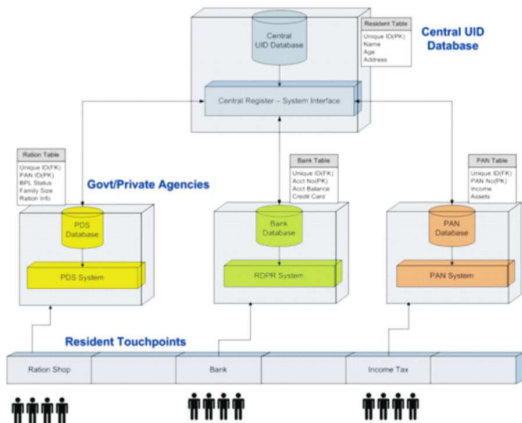 Resident Table
Unique ID(PK)
Name
Age
Address
Central UID
Database
Central
UID Database
Central Register – System Interface
Ration Table
Unique ID(FK)
PAN ID(PK)
BPL Status
Family Size
Ration Info
Bank Table
Unique ID(FK)
Acct No(PK)
Acct Balance
Credit Card
PAN Table
Unique ID(FK)
PAN No(PK)
Income
Assets
Govt/Private Agencies
PDS
Database
Bank
Database
PAN
Database
PDS System
RDPR System
PAN System
Resident Touchpoints
Ration Shop
Bank
Income Tax